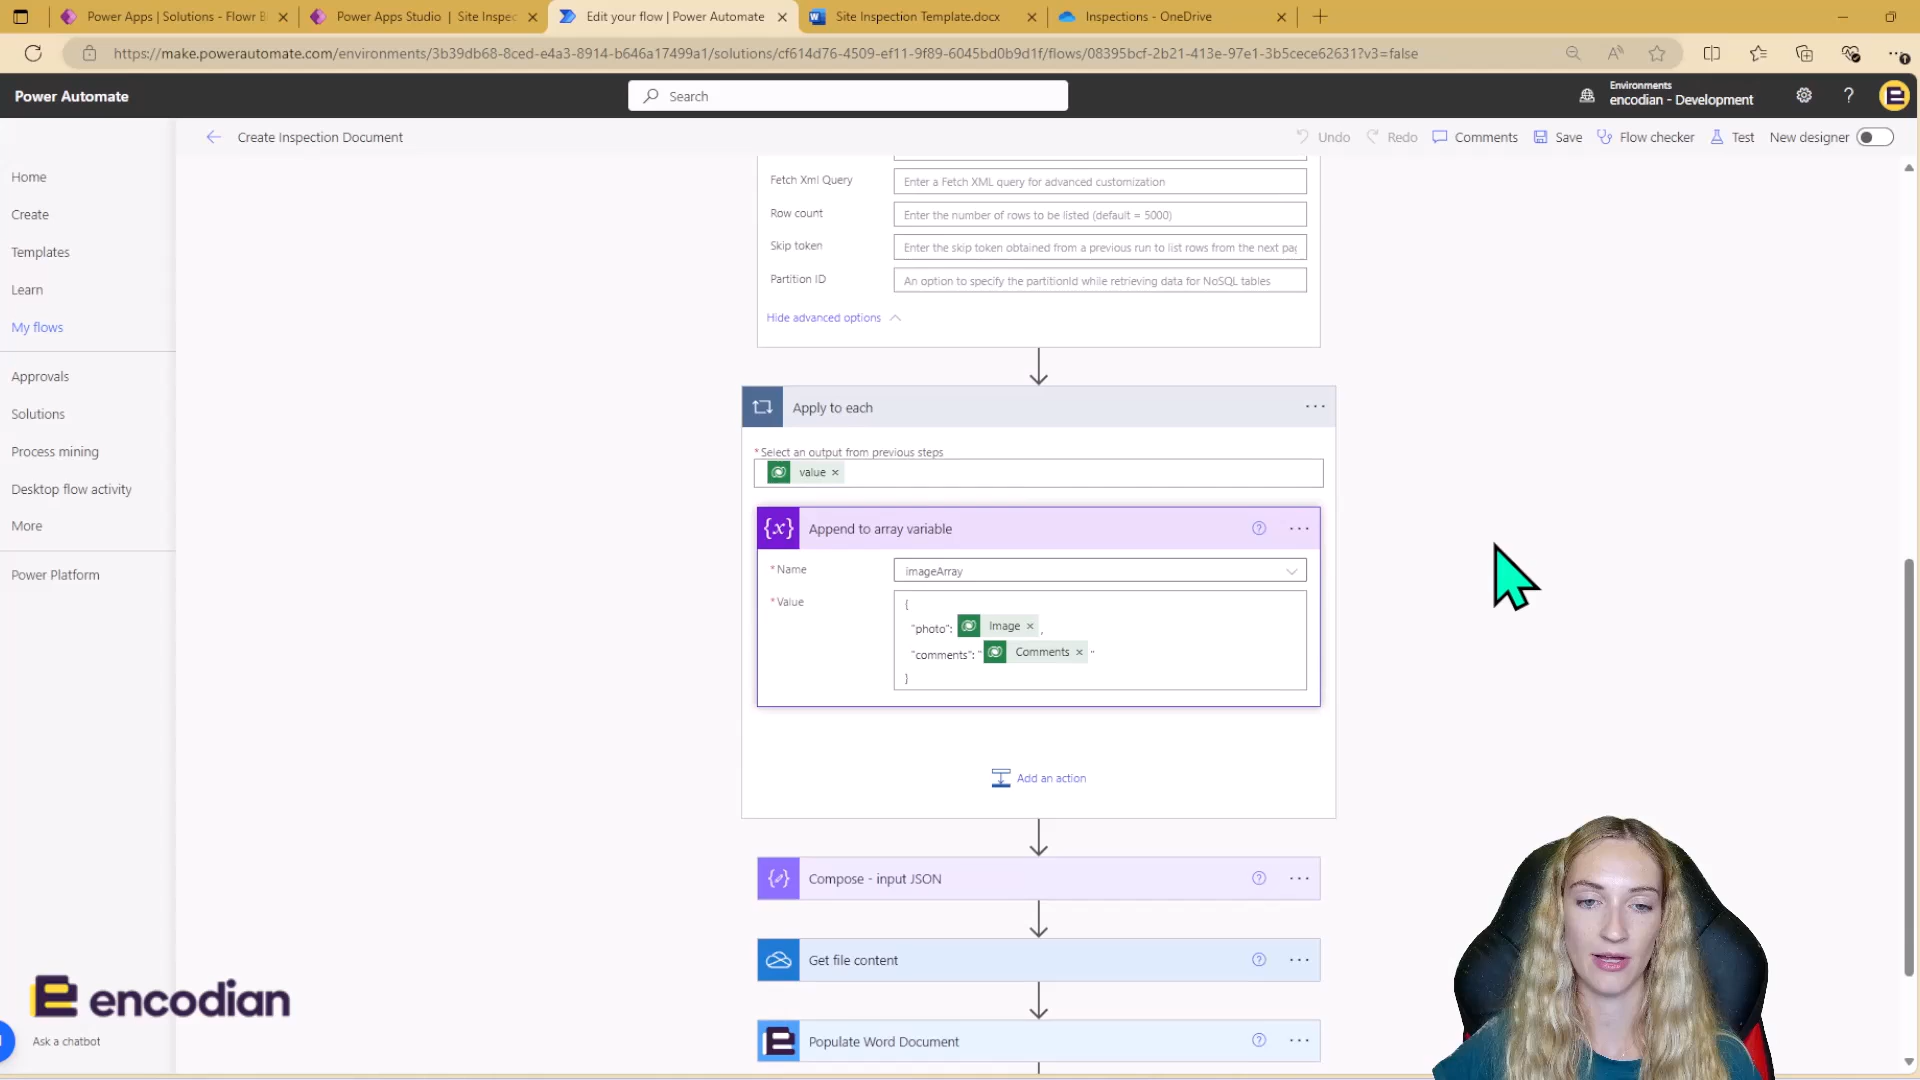 Power Apps | Solutions - Flowr B
Power Apps Studio | Site Inspec
Edit your flow | Power Automate
Site Inspection Template.docx
Inspections - OneDrive
https://make.powerautomate.com/environments/3b39db68-8ced-e4a3-8914-b646a17499a1/solutions/cf614d76-4509-ef11-9f89-6045bd0b9d1f/flows/08395bcf-2b21-413e-97e1-3b5cece62631?v3=false
Power Automate
Search
Environments
encodian - Development
Create Inspection Document
Undo
Redo
Comments
Save
Flow checker
Test
New designer
Home
Create
Templates
Learn
My flows
Approvals
Solutions
Process mining
Desktop flow activity
More
Power Platform
Fetch Xml Query
Enter a Fetch XML query for advanced customization
Row count
Enter the number of rows to be listed (default = 5000)
Skip token
Enter the skip token obtained from a previous run to list rows from the next pag
Partition ID
An option to specify the partitionId while retrieving data for NoSQL tables
Hide advanced options
Apply to each
* Select an output from previous steps
value ×
{x} Append to array variable
* Name
imageArray
* Value
{
"photo": Image × ,
"comments": " Comments × "
}
Add an action
Compose - input JSON
Get file content
Populate Word Document
encodian
Ask a chatbot